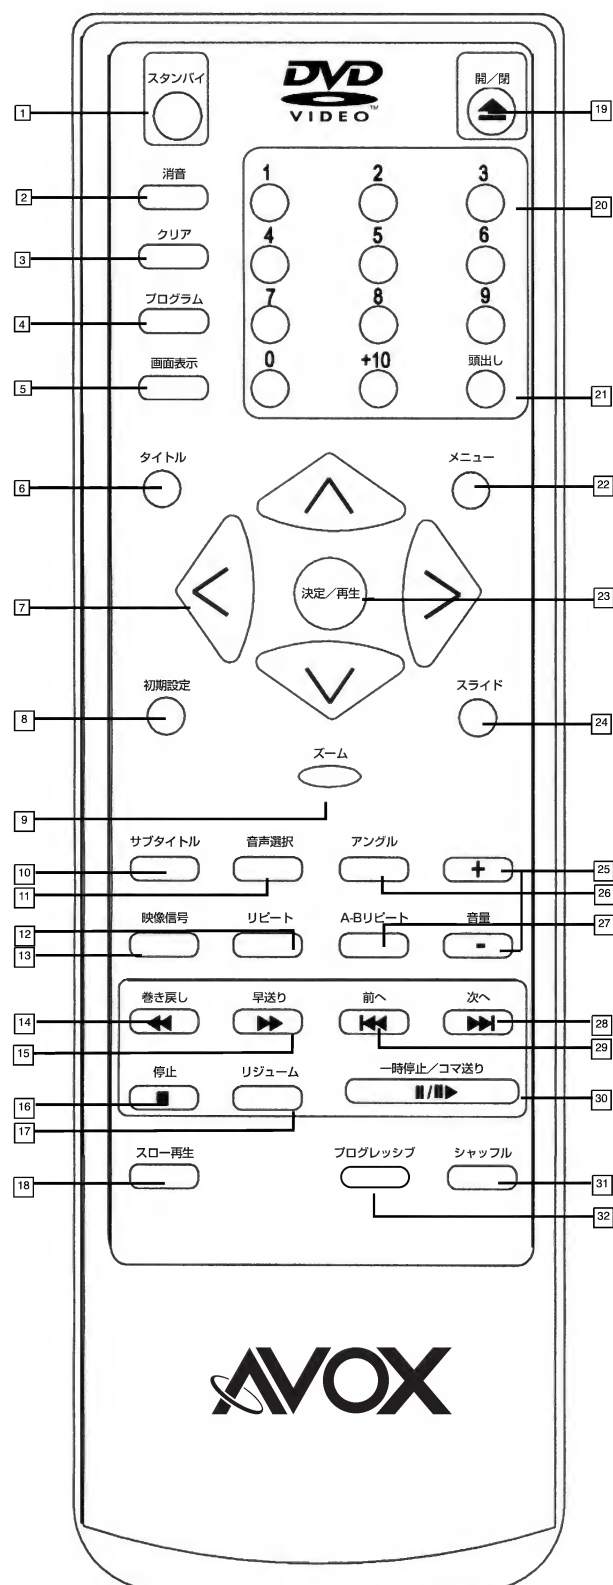 スタンバイ
DVD
VIDEO™
開／閉
1
19
消音
2
1 2 3
20
クリア
3
4 5 6
プログラム
4
7 8 9
画面表示
5
0 +10 頭出し
21
タイトル
6
メニュー
22
7
決定／再生
23
初期設定
8
スライド
24
ズーム
9
サブタイトル 音声選択 アングル +
25
10
11
26
映像信号 リピート A-Bリピート 音量
-
12
27
13
巻き戻し 早送り 前へ 次へ
14
28
15
29
停止 リジューム 一時停止／コマ送り
16
30
17
スロー再生 プログレッシブ シャッフル
18
31
32
AVOX